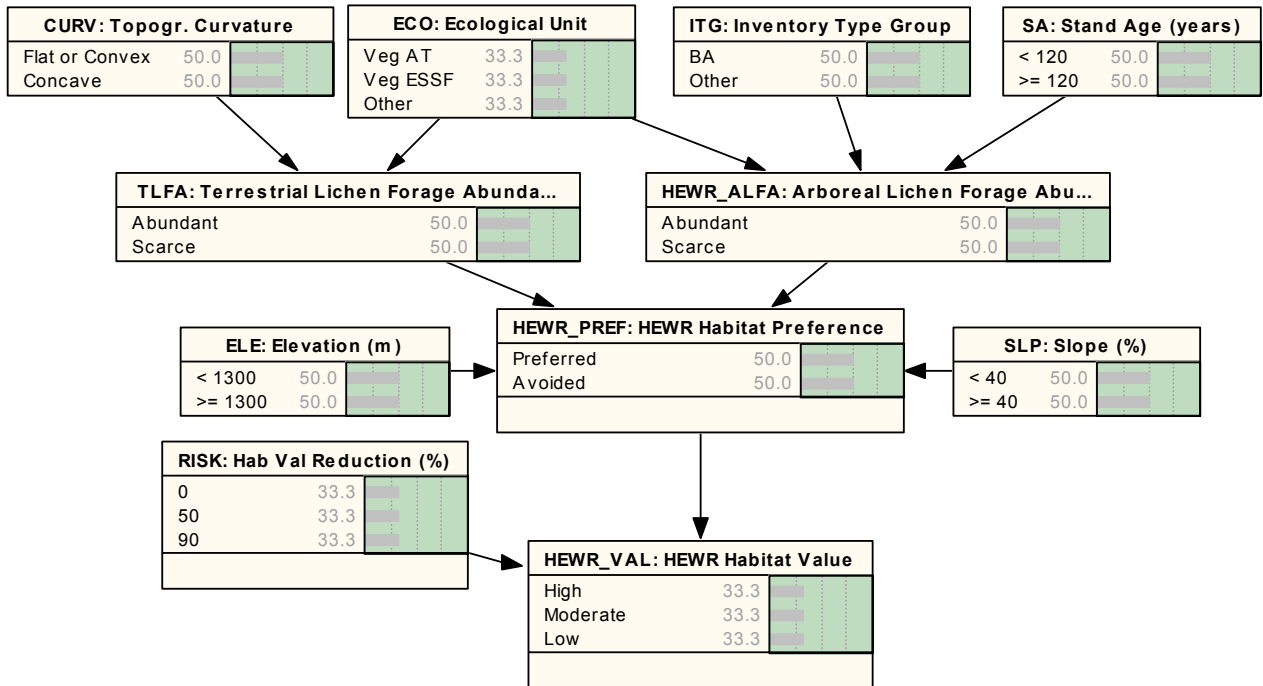 CURV: Topogr. Curvature
Flat or Convex 50.0
Concave 50.0
ECO: Ecological Unit
Veg AT 33.3
Veg ESSF 33.3
Other 33.3
ITG: Inventory Type Group
BA 50.0
Other 50.0
SA: Stand Age (years)
< 120 50.0
>= 120 50.0
TLFA: Terrestrial Lichen Forage Abunda...
Abundant 50.0
Scarce 50.0
HEWR_ALFA: Arboreal Lichen Forage Abu...
Abundant 50.0
Scarce 50.0
HEWR_PREF: HEWR Habitat Preference
Preferred 50.0
Avoided 50.0
ELE: Elevation (m)
< 1300 50.0
>= 1300 50.0
SLP: Slope (%)
< 40 50.0
>= 40 50.0
RISK: Hab Val Reduction (%)
0 33.3
50 33.3
90 33.3
HEWR_VAL: HEWR Habitat Value
High 33.3
Moderate 33.3
Low 33.3